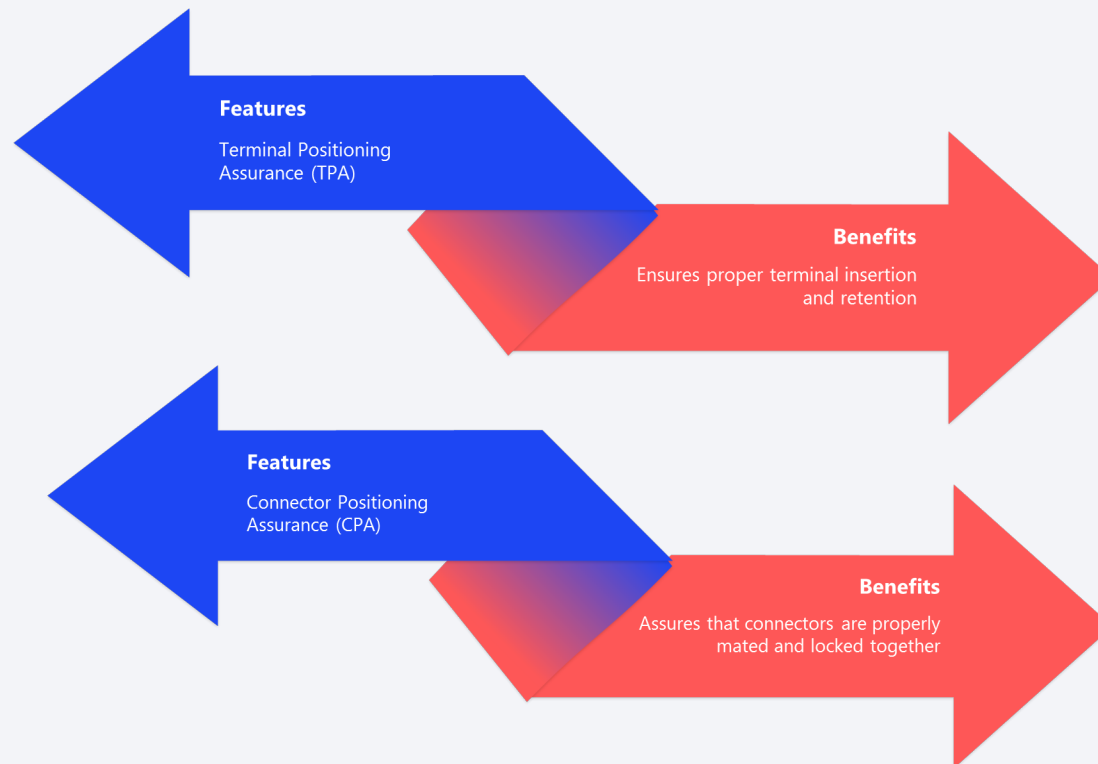 Features
Terminal Positioning
Assurance (TPA)
Benefits
Ensures proper terminal insertion
and retention
Features
Connector Positioning
Assurance (CPA)
Benefits
Assures that connectors are properly
mated and locked together